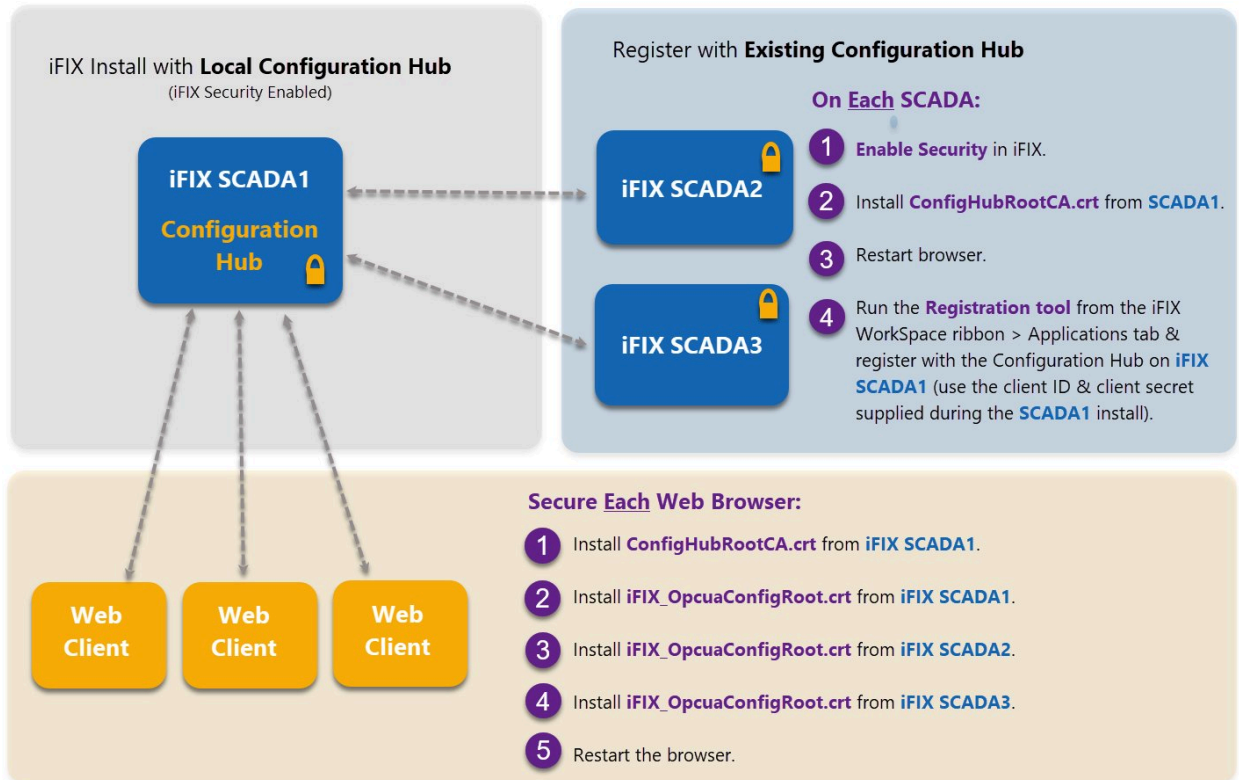 iFIX Install with Local Configuration Hub
(iFIX Security Enabled)
iFIX SCADA1
Configuration
Hub
Register with Existing Configuration Hub
iFIX SCADA2
iFIX SCADA3
On Each SCADA:
1 Enable Security in iFIX.
2 Install ConfigHubRootCA.crt from SCADA1.
3 Restart browser.
4 Run the Registration tool from the iFIX
WorkSpace ribbon > Applications tab &
register with the Configuration Hub on iFIX
SCADA1 (use the client ID & client secret
supplied during the SCADA1 install).
Web
Client
Web
Client
Web
Client
Secure Each Web Browser:
1 Install ConfigHubRootCA.crt from iFIX SCADA1.
2 Install iFIX_OpcuaConfigRoot.crt from iFIX SCADA1.
3 Install iFIX_OpcuaConfigRoot.crt from iFIX SCADA2.
4 Install iFIX_OpcuaConfigRoot.crt from iFIX SCADA3.
5 Restart the browser.